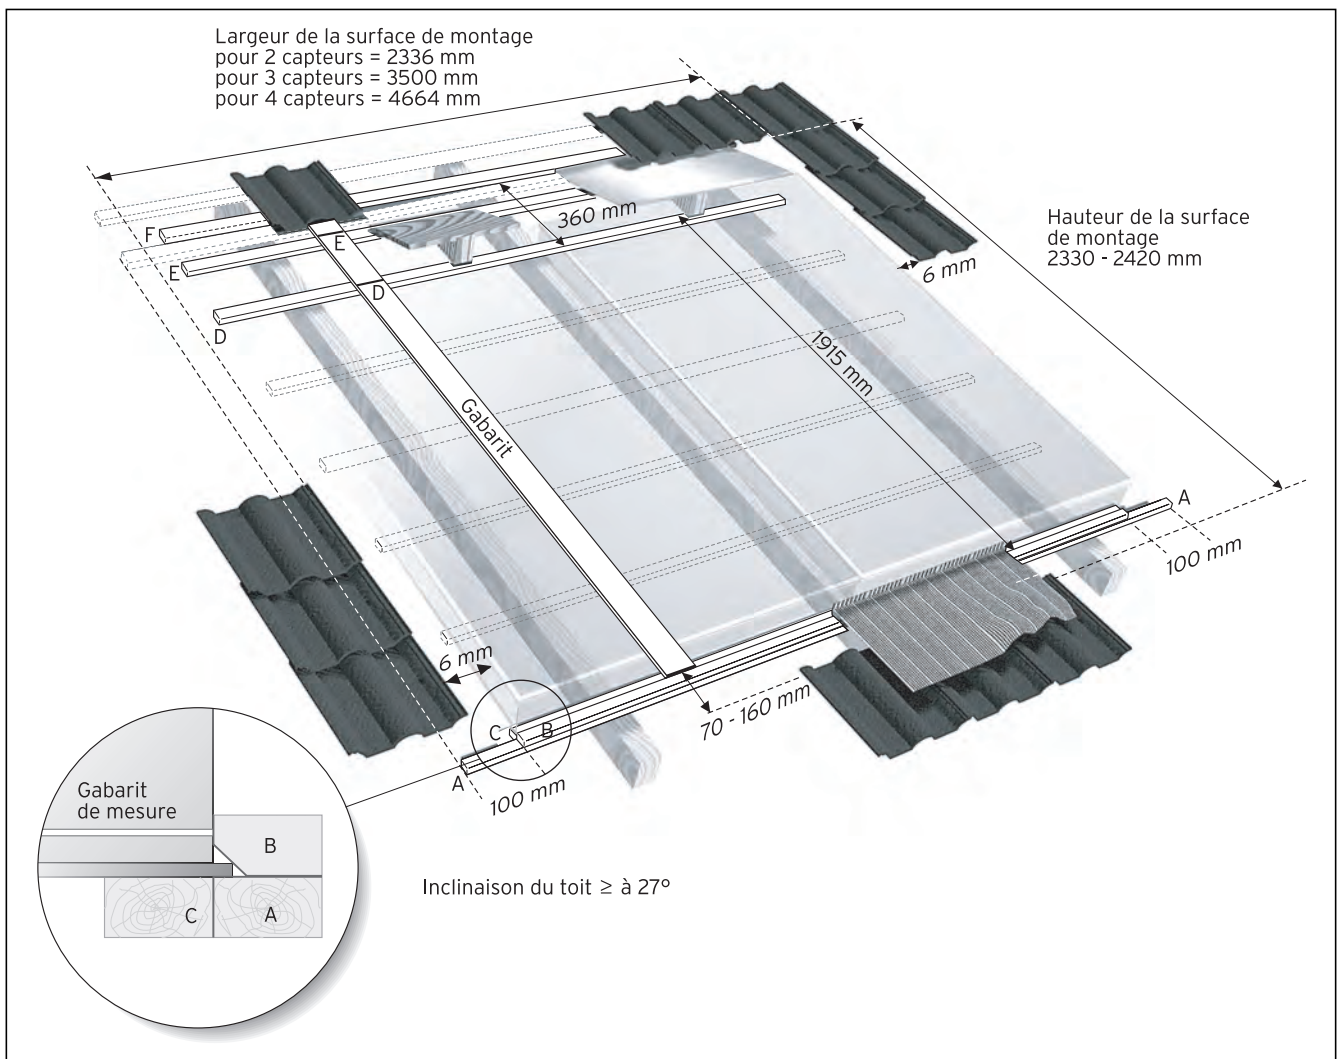 Largeur de la surface de montage
pour 2 capteurs = 2336 mm
pour 3 capteurs = 3500 mm
pour 4 capteurs = 4664 mm
Hauteur de la surface
de montage
2330 - 2420 mm
360 mm
6 mm
F
E
E
D
D
1915 mm
Gabarit
A
100 mm
6 mm
70 - 160 mm
C
B
A
100 mm
Gabarit
de mesure
B
C
A
Inclinaison du toit ≥ à 27°